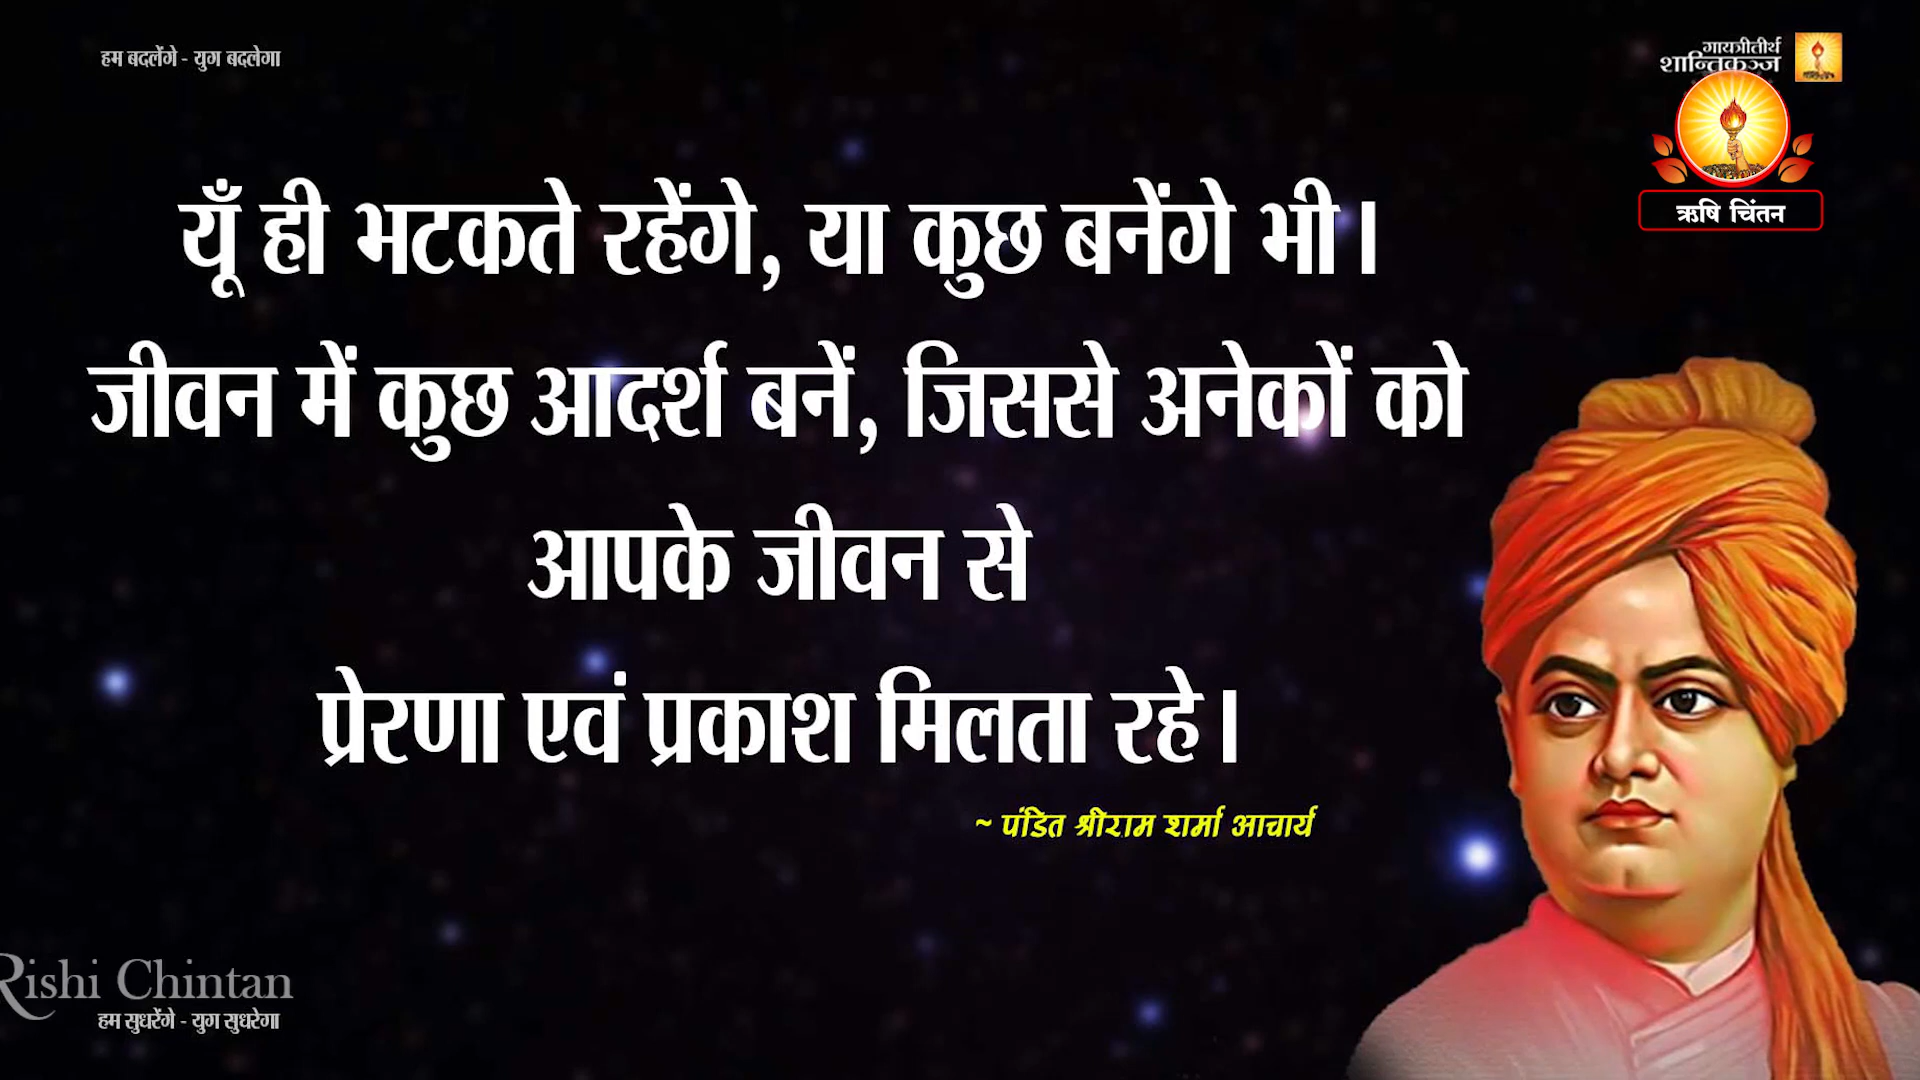 हम बदलेंगे - युग बदलेगा
गायत्रीतीर्थ
शान्तिकुञ्ज
ऋषि चिंतन
यूँ ही भटकते रहेंगे, या कुछ बनेंगे भी।
जीवन में कुछ आदर्श बनें, जिससे अनेकों को
आपके जीवन से
प्रेरणा एवं प्रकाश मिलता रहे।
~ पंडित श्रीराम शर्मा आचार्य
Rishi Chintan
हम सुधरेंगे - युग सुधरेगा